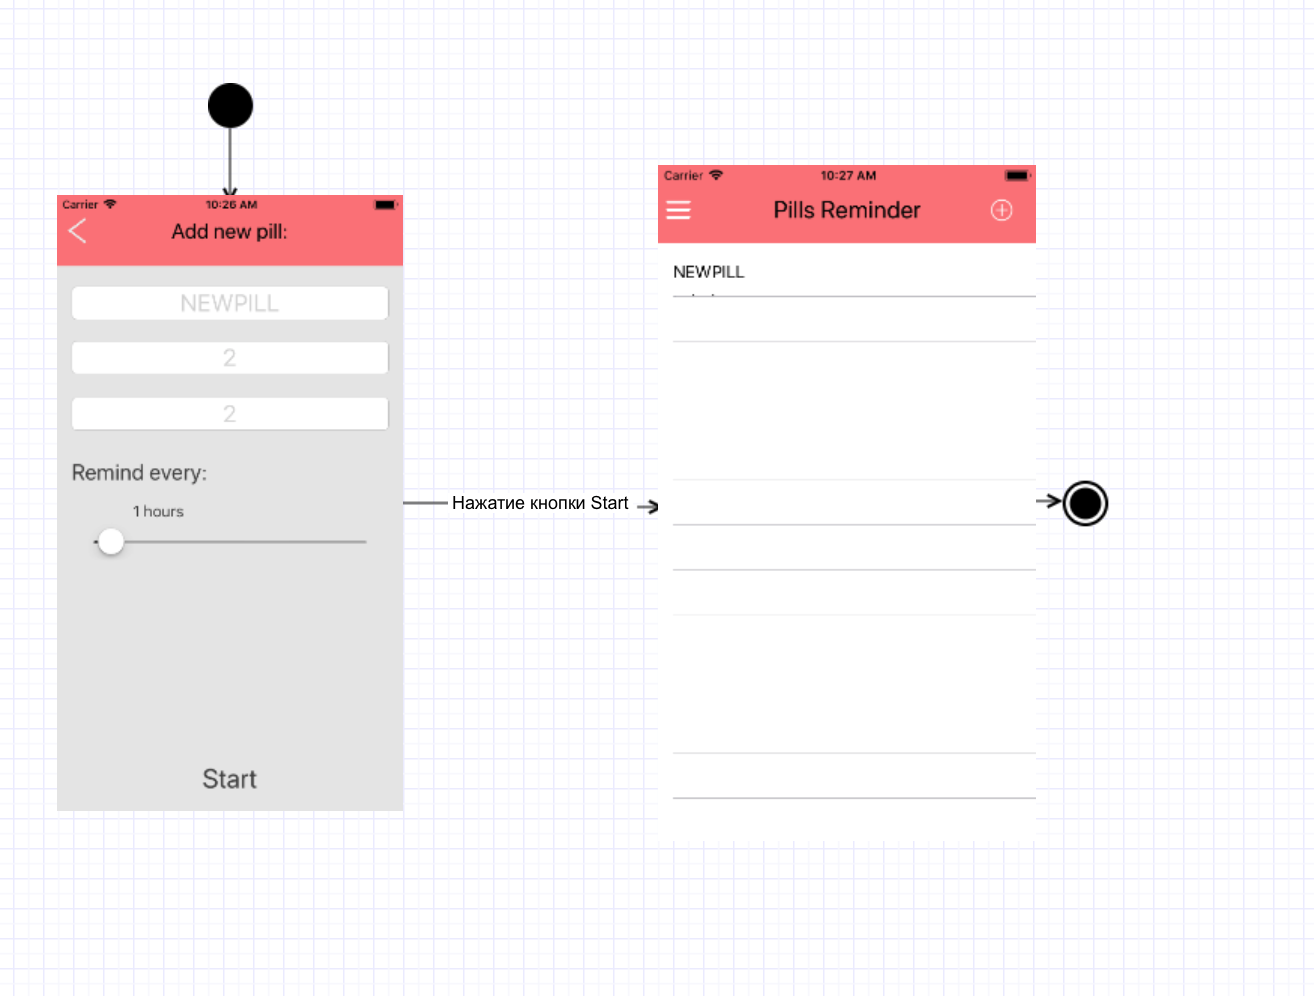 Carrier 10:26 AM
Add new pill:
NEWPILL
2
2
Remind every:
1 hours
Start
Нажатие кнопки Start
Carrier 10:27 AM
Pills Reminder
NEWPILL